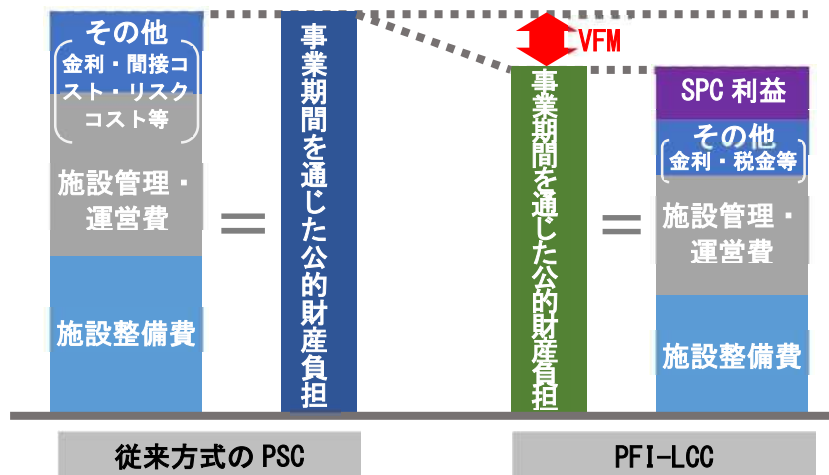 その他
(金利・間接コ
スト・リスク
コスト等)
施設管理・
運営費
施設整備費
=
事業期間を通じた公的財産負担
従来方式の PSC
VFM
事業期間を通じた公的財産負担
=
SPC 利益
その他
(金利・税金等)
施設管理・
運営費
施設整備費
PFI-LCC